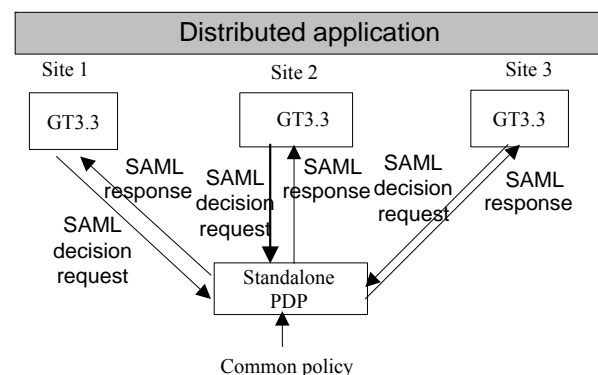 Distributed application
Site 1
Site 2
Site 3
GT3.3
GT3.3
GT3.3
SAML
response
SAML
decision
request
SAML
decision
request
SAML
response
SAML
decision
request
SAML
response
Standalone
PDP
Common policy